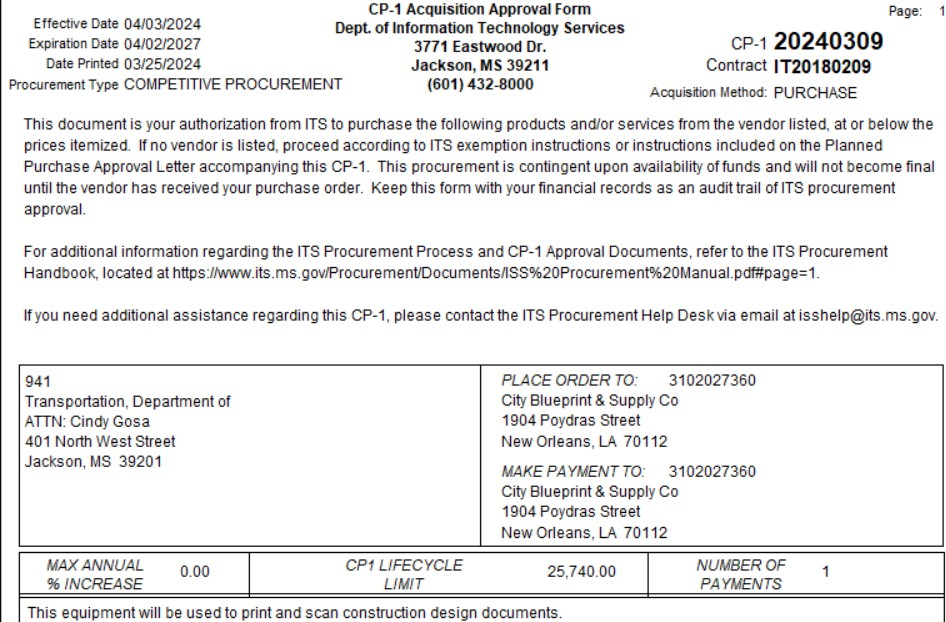 CP-1 Acquisition Approval Form
Page: 1
Effective Date 04/03/2024
Dept. of Information Technology Services
Expiration Date 04/02/2027
3771 Eastwood Dr.
CP-1 20240309
Date Printed 03/25/2024
Jackson, MS 39211
Contract IT20180209
Procurement Type COMPETITIVE PROCUREMENT
(601) 432-8000
Acquisition Method: PURCHASE
This document is your authorization from ITS to purchase the following products and/or services from the vendor listed, at or below the
prices itemized. If no vendor is listed, proceed according to ITS exemption instructions or instructions included on the Planned
Purchase Approval Letter accompanying this CP-1. This procurement is contingent upon availability of funds and will not become final
until the vendor has received your purchase order. Keep this form with your financial records as an audit trail of ITS procurement
approval.
For additional information regarding the ITS Procurement Process and CP-1 Approval Documents, refer to the ITS Procurement
Handbook, located at https://www.its.ms.gov/Procurement/Documents/ISS%20Procurement%20Manual.pdf#page=1.
If you need additional assistance regarding this CP-1, please contact the ITS Procurement Help Desk via email at isshelp@its.ms.gov.
941
Transportation, Department of
ATTN: Cindy Gosa
401 North West Street
Jackson, MS 39201
PLACE ORDER TO: 3102027360
City Blueprint & Supply Co
1904 Poydras Street
New Orleans, LA 70112
MAKE PAYMENT TO: 3102027360
City Blueprint & Supply Co
1904 Poydras Street
New Orleans, LA 70112
MAX ANNUAL
% INCREASE
0.00
CP1 LIFECYCLE
LIMIT
25,740.00
NUMBER OF
PAYMENTS
1
This equipment will be used to print and scan construction design documents.